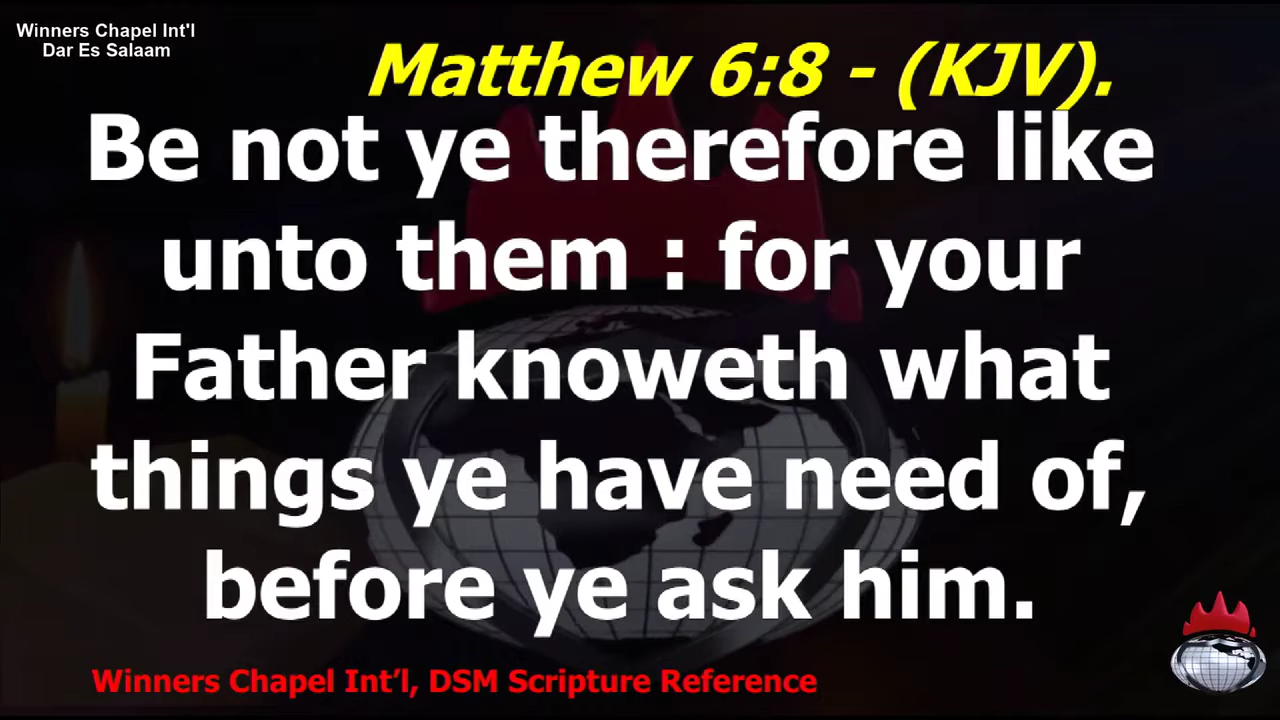 Winners Chapel Int'l
Dar Es Salaam
Matthew 6:8 - (KJV).
Be not ye therefore like
unto them : for your
Father knoweth what
things ye have need of,
before ye ask him.
Winners Chapel Int’l, DSM Scripture Reference